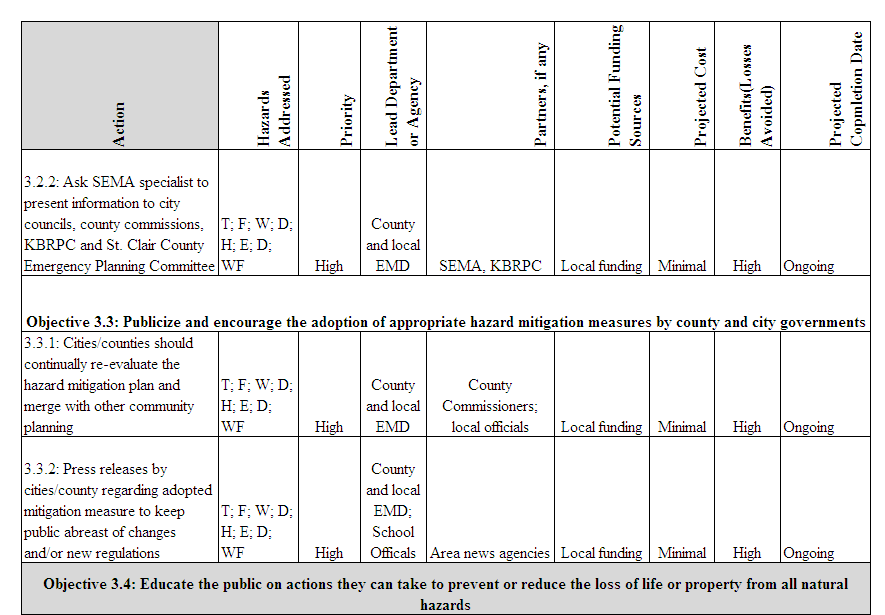 Action
Hazards
Addressed
Priority
Lead Department
or Agency
Partners, if any
Potential Funding
Sources
Projected Cost
Benefits(Losses
Avoided)
Projected
Copmletion Date
3.2.2: Ask SEMA specialist to
present information to city
councils, county commissions,
KBRPC and St. Clair County
Emergency Planning Committee
T; F; W; D;
H; E; D;
WF
High
County
and local
EMD
SEMA, KBRPC
Local funding
Minimal
High
Ongoing
Objective 3.3: Publicize and encourage the adoption of appropriate hazard mitigation measures by county and city governments
3.3.1: Cities/counties should
continually re-evaluate the
hazard mitigation plan and
merge with other community
planning
T; F; W; D;
H; E; D;
WF
High
County
and local
EMD
County
Commissioners;
local officials
Local funding
Minimal
High
Ongoing
3.3.2: Press releases by
cities/county regarding adopted
mitigation measure to keep
public abreast of changes
and/or new regulations
T; F; W; D;
H; E; D;
WF
High
County
and local
EMD;
School
Officals
Area news agencies
Local funding
Minimal
High
Ongoing
Objective 3.4: Educate the public on actions they can take to prevent or reduce the loss of life or property from all natural
hazards